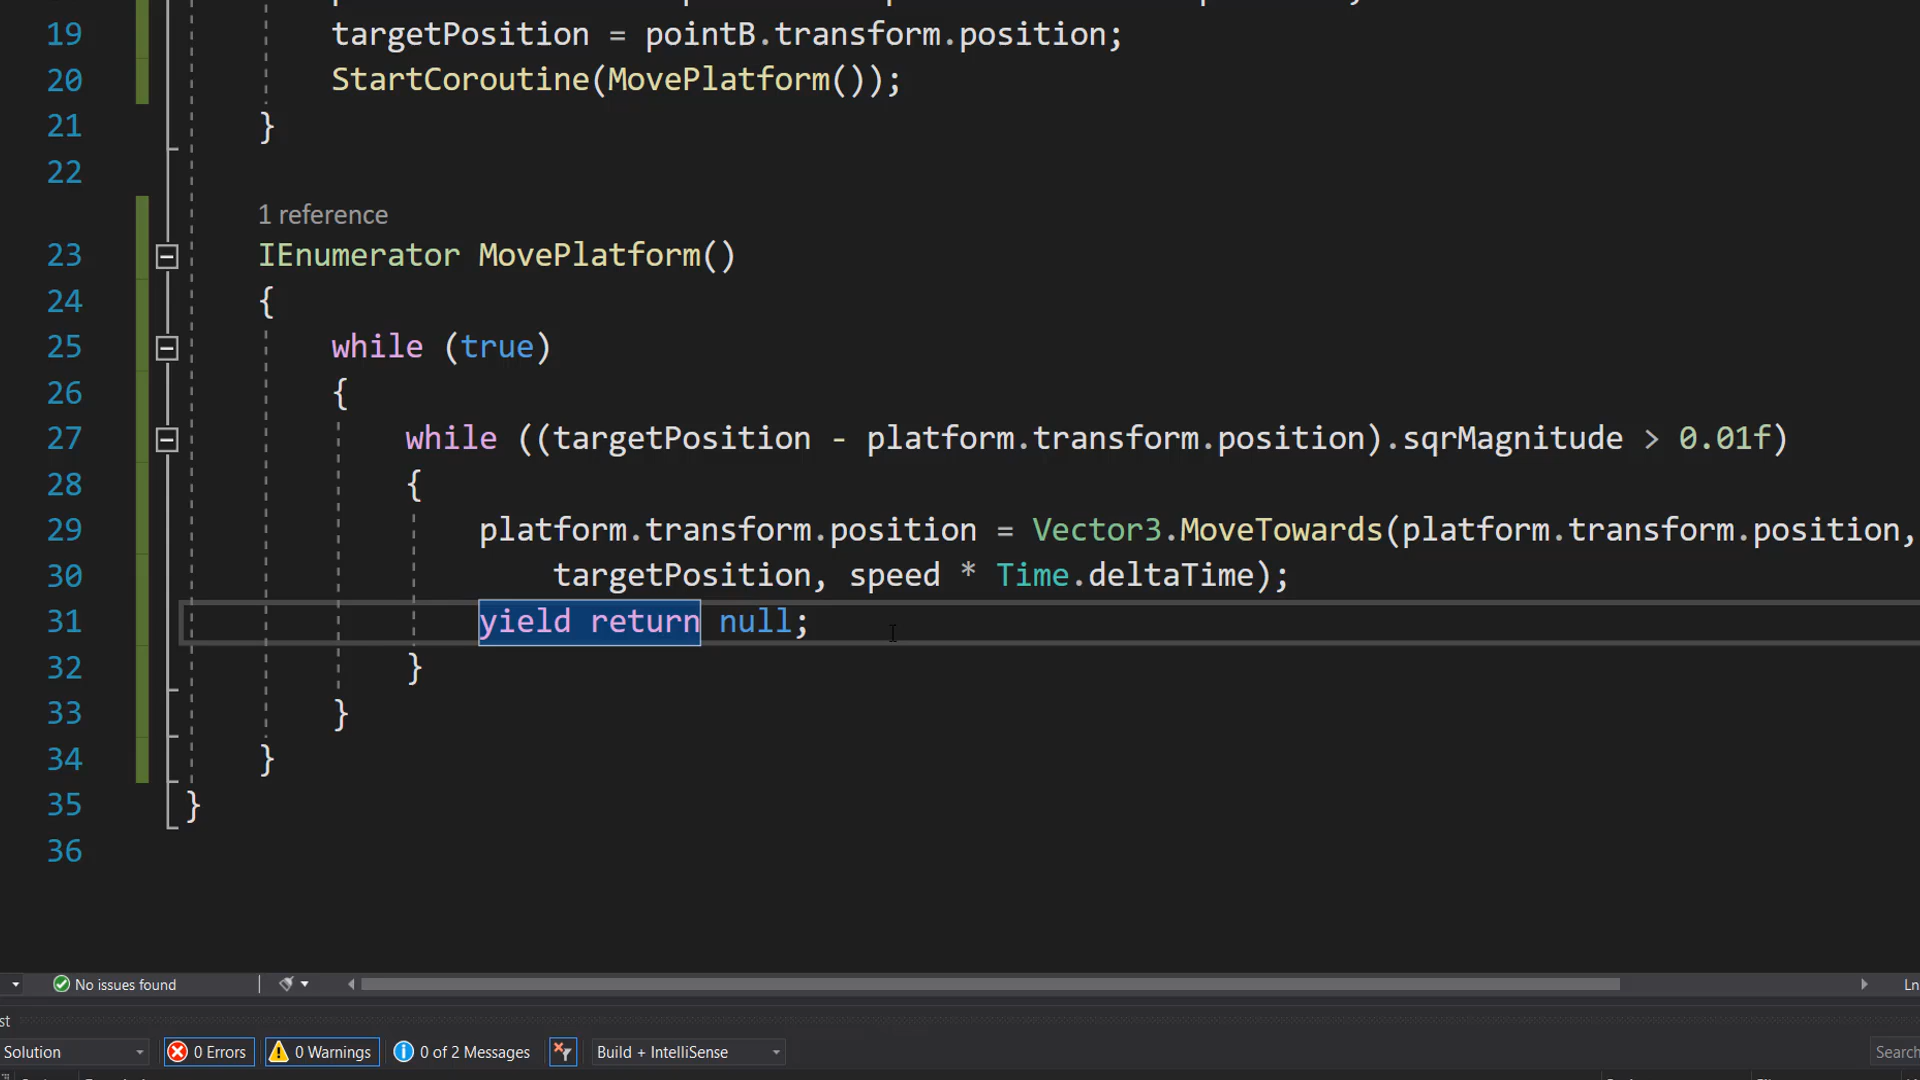 19 targetPosition = pointB.transform.position;
20 StartCoroutine(MovePlatform());
21 }
22
1 reference
23 IEnumerator MovePlatform()
24 {
25 while (true)
26 {
27 while ((targetPosition - platform.transform.position).sqrMagnitude > 0.01f)
28 {
29 platform.transform.position = Vector3.MoveTowards(platform.transform.position,
30 targetPosition, speed * Time.deltaTime);
31 yield return null;
32 }
33 }
34 }
35 }
36
No issues found Ln
st
Solution 0 Errors 0 Warnings 0 of 2 Messages Build + IntelliSense Search